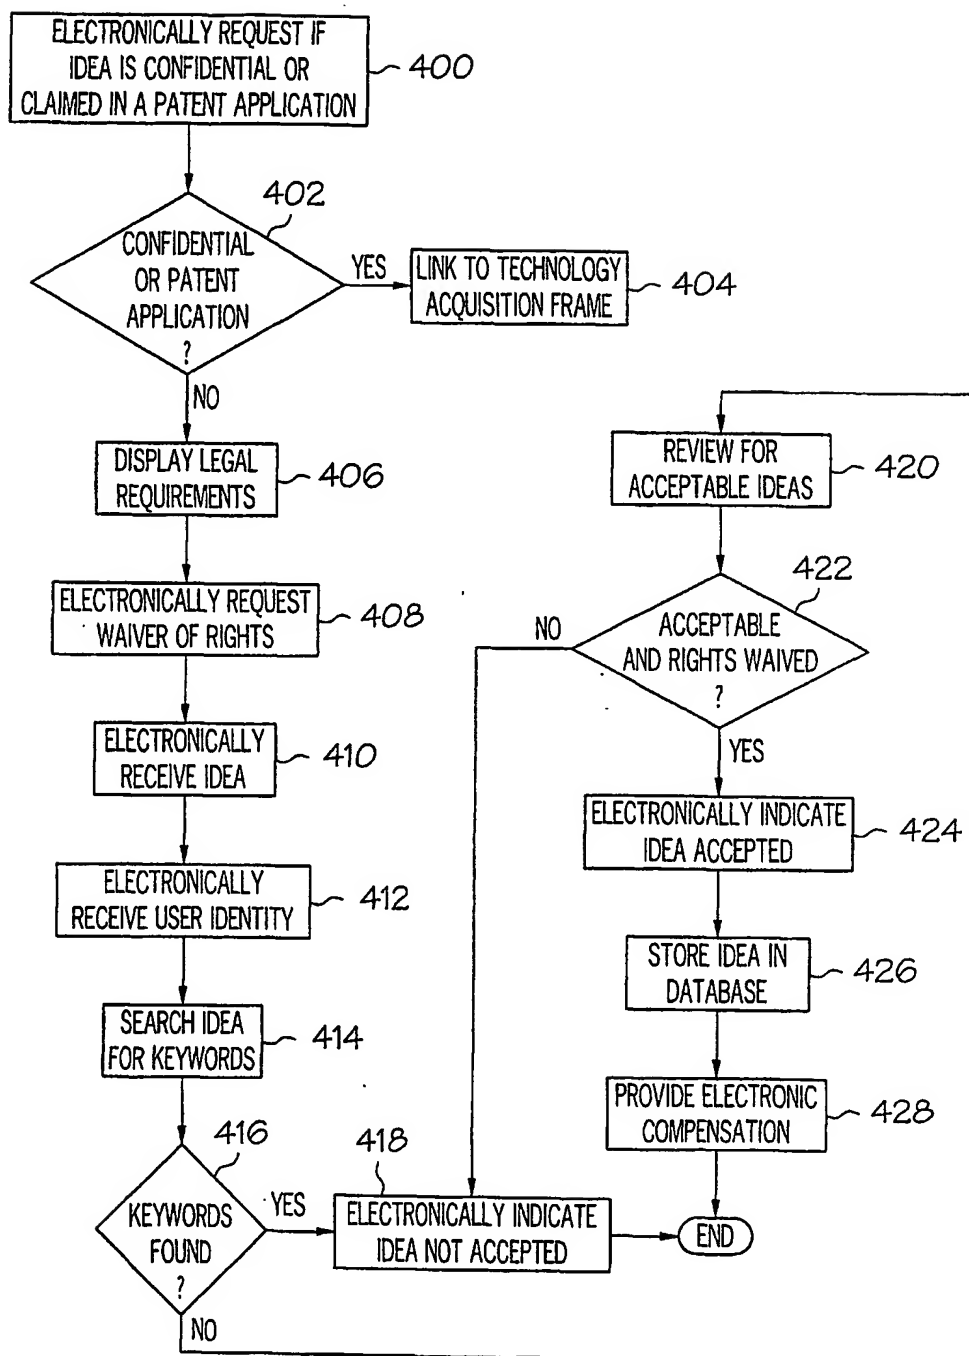 ELECTRONICALLY REQUEST IF
IDEA IS CONFIDENTIAL OR
CLAIMED IN A PATENT APPLICATION
400
402
CONFIDENTIAL
OR PATENT
APPLICATION
?
YES
LINK TO TECHNOLOGY
ACQUISITION FRAME
404
NO
DISPLAY LEGAL
REQUIREMENTS
406
ELECTRONICALLY REQUEST
WAIVER OF RIGHTS
408
ELECTRONICALLY
RECEIVE IDEA
410
ELECTRONICALLY
RECEIVE USER IDENTITY
412
SEARCH IDEA
FOR KEYWORDS
414
416
KEYWORDS
FOUND
?
YES
NO
418
ELECTRONICALLY INDICATE
IDEA NOT ACCEPTED
REVIEW FOR
ACCEPTABLE IDEAS
420
422
ACCEPTABLE
AND RIGHTS WAIVED
?
NO
YES
ELECTRONICALLY INDICATE
IDEA ACCEPTED
424
STORE IDEA IN
DATABASE
426
PROVIDE ELECTRONIC
COMPENSATION
428
END